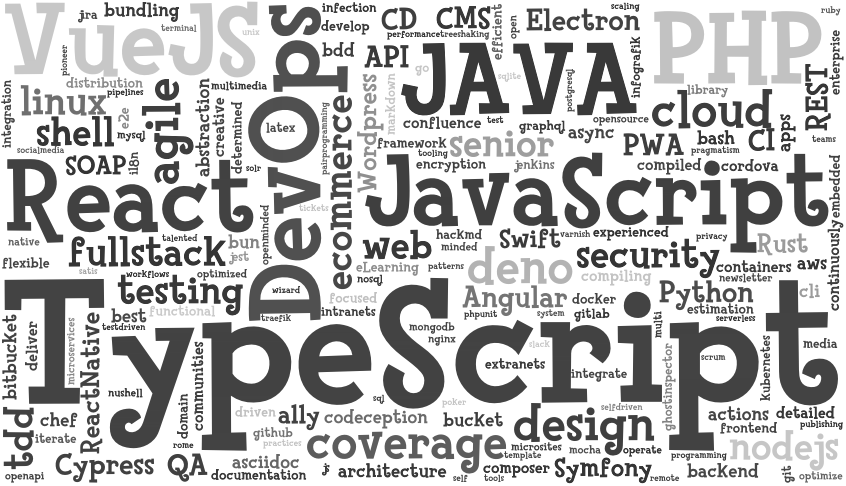 VueJS
jra
bundling
terminal
unix
pioneer
infection
develop
bdd
CD
CMS
performance
treeshaking
efficient
open
Electron
scaling
infografik
PHP
ruby
enterprise
distribution
pipelines
multimedia
integration
linux
shell
e2e
mysql
agile
abstraction
creative
determined
DevOps
latex
pairprogramming
API
JAVA
go
sqlite
postgresql
Wordpress
markdown
library
cloud
REST
confluence
test
graphql
opensource
async
PWA
bash
CI
apps
teams
pragmatism
socialmedia
SOAP
i18n
solr
ecommerce
framework
tooling
senior
encryption
jenkins
compiled
cordova
embedded
React
JavaScript
tickets
native
talented
fullstack
bun
jest
openminded
web
hackmd
minded
Swift
varnish
experienced
privacy
Rust
continuously
flexible
satis
workflows
optimized
eLearning
patterns
nosql
deno
security
containers
aws
newsletter
compiling
testing
wizard
focused
intranets
traefik
Angular
docker
phpunit
system
gitlab
Python
estimation
serverless
cli
best
functional
testdriven
TypeScript
bitbucket
deliver
microservices
ReactNative
nushell
domain
communities
mongodb
nginx
slack
extranets
integrate
multi
scrum
ghostinspector
kubernetes
media
sql
poker
selfdriven
tdd
chef
iterate
driven
github
practices
rome
a11y
codeception
bucket
design
actions
detailed
publishing
frontend
coverage
microsites
template
mocha
operate
programming
nodejs
openapi
Cypress
QA
asciidoc
documentation
js
architecture
self
composer
tools
Symfony
remote
backend
git
optimize